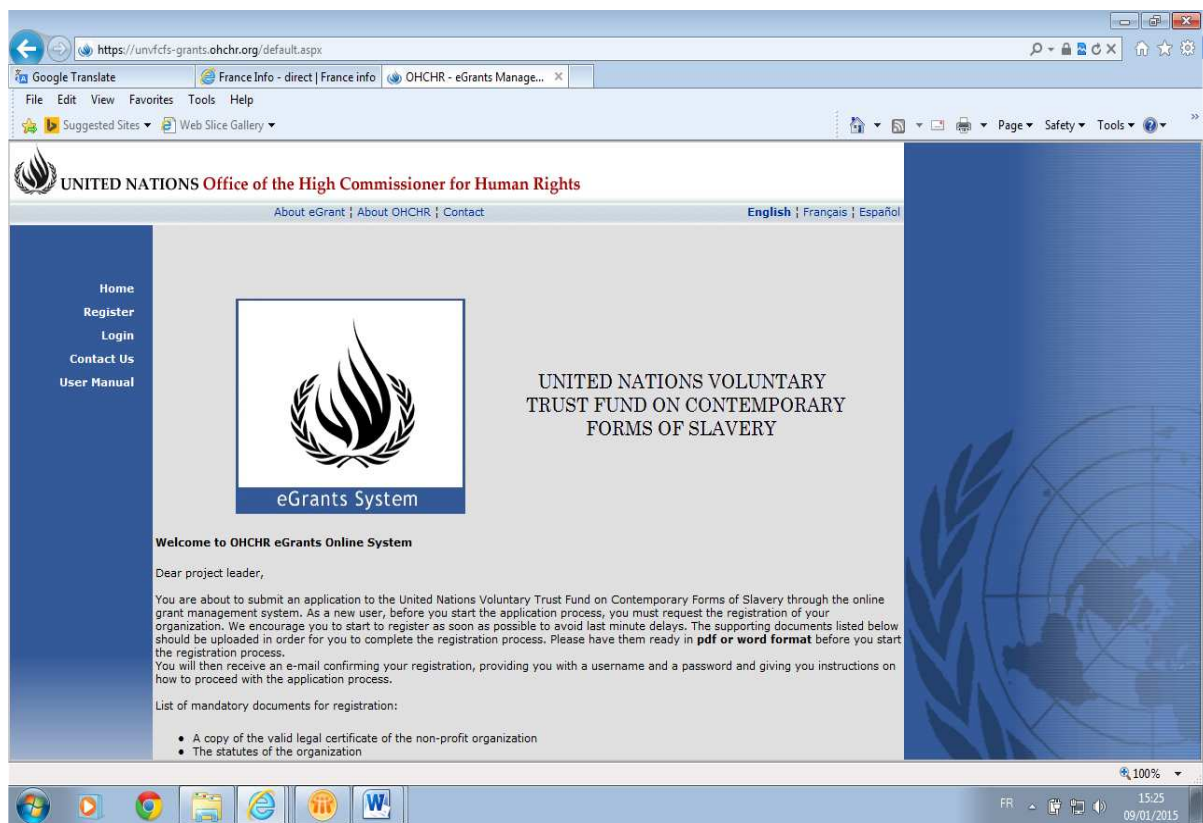 https://unvfcfs-grants.ohchr.org/default.aspx
Google Translate
France Info - direct | France info
OHCHR - eGrants Manage...
File Edit View Favorites Tools Help
Suggested Sites
Web Slice Gallery
Page Safety Tools
UNITED NATIONS Office of the High Commissioner for Human Rights
About eGrant ¦ About OHCHR ¦ Contact
English ¦ Français ¦ Español
Home
Register
Login
Contact Us
User Manual
eGrants System
UNITED NATIONS VOLUNTARY
TRUST FUND ON CONTEMPORARY
FORMS OF SLAVERY
Welcome to OHCHR eGrants Online System
Dear project leader,
You are about to submit an application to the United Nations Voluntary Trust Fund on Contemporary Forms of Slavery through the online
grant management system. As a new user, before you start the application process, you must request the registration of your
organization. We encourage you to start to register as soon as possible to avoid last minute delays. The supporting documents listed below
should be uploaded in order for you to complete the registration process. Please have them ready in pdf or word format before you start
the registration process.
You will then receive an e-mail confirming your registration, providing you with a username and a password and giving you instructions on
how to proceed with the application process.
List of mandatory documents for registration:
• A copy of the valid legal certificate of the non-profit organization
• The statutes of the organization
100%
FR
15:25
09/01/2015